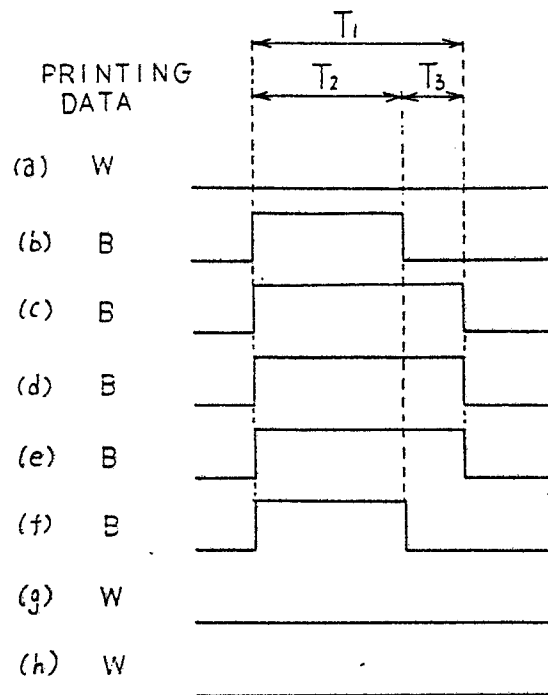 T1
PRINTING T2 T3
DATA
(a) W
(b) B
(c) B
(d) B
(e) B
(f) B
(g) W
(h) W